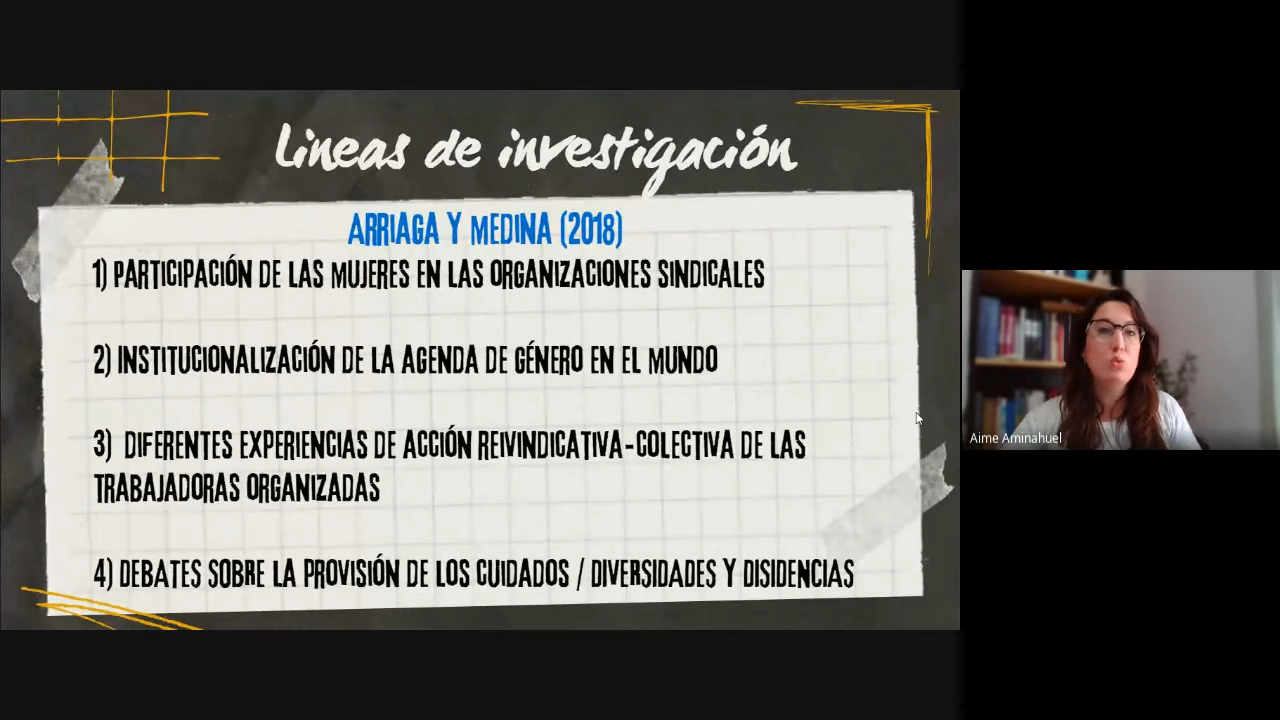 Lineas de investigación
ARRIAGA Y MEDINA (2018)
1) PARTICIPACIÓN DE LAS MUJERES EN LAS ORGANIZACIONES SINDICALES
2) INSTITUCIONALIZACIÓN DE LA AGENDA DE GÉNERO EN EL MUNDO
3) DIFERENTES EXPERIENCIAS DE ACCIÓN REIVINDICATIVA-COLECTIVA DE LAS
TRABAJADORAS ORGANIZADAS
4) DEBATES SOBRE LA PROVISIÓN DE LOS CUIDADOS / DIVERSIDADES Y DISIDENCIAS
Aime Aminahuel